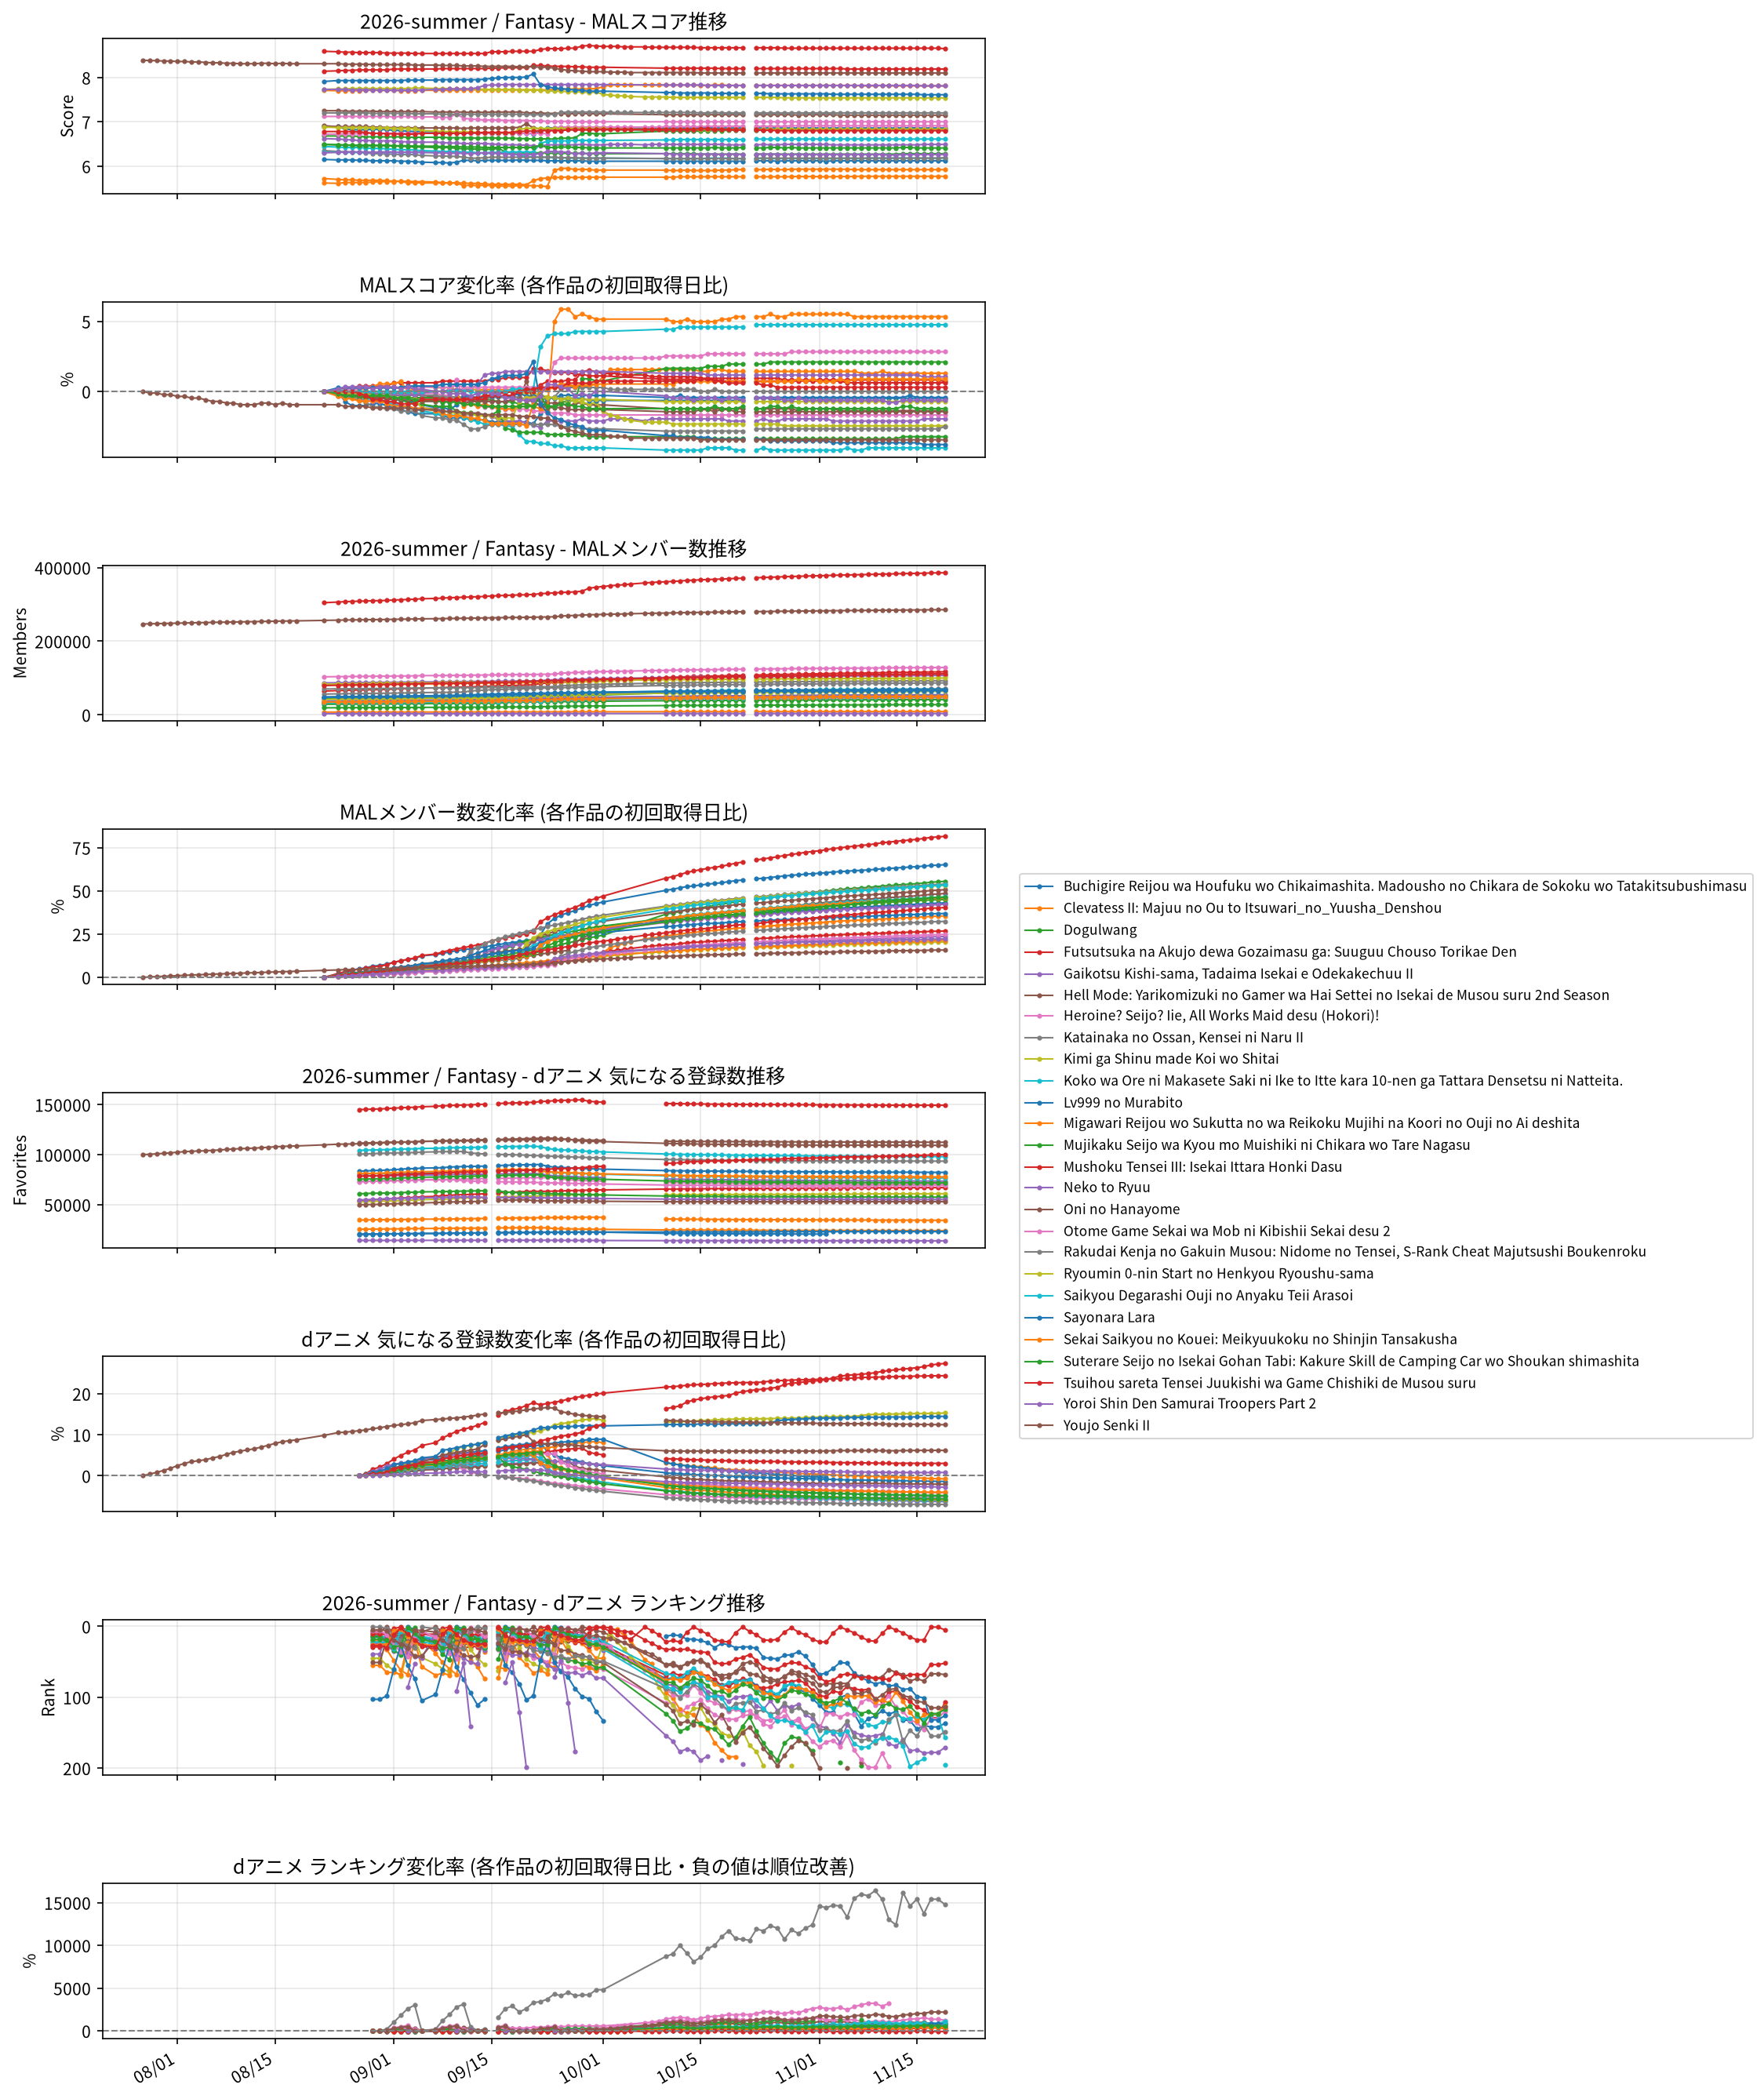 2026-summer / Fantasy - MALスコア推移
Score
8
7
6
MALスコア変化率 (各作品の初回取得日比)
%
5
0
2026-summer / Fantasy - MALメンバー数推移
Members
400000
200000
0
MALメンバー数変化率 (各作品の初回取得日比)
%
75
50
25
0
2026-summer / Fantasy - dアニメ 気になる登録数推移
Favorites
150000
100000
50000
dアニメ 気になる登録数変化率 (各作品の初回取得日比)
%
20
10
0
2026-summer / Fantasy - dアニメ ランキング推移
Rank
0
100
200
dアニメ ランキング変化率 (各作品の初回取得日比・負の値は順位改善)
%
15000
10000
5000
0
08/01
08/15
09/01
09/15
10/01
10/15
11/01
11/15
Buchigire Reijou wa Houfuku wo Chikaimashita. Madousho no Chikara de Sokoku wo Tatakitsubushimasu
Clevatess II: Majuu no Ou to Itsuwari_no_Yuusha_Denshou
Dogulwang
Futsutsuka na Akujo dewa Gozaimasu ga: Suuguu Chouso Torikae Den
Gaikotsu Kishi-sama, Tadaima Isekai e Odekakechuu II
Hell Mode: Yarikomizuki no Gamer wa Hai Settei no Isekai de Musou suru 2nd Season
Heroine? Seijo? Iie, All Works Maid desu (Hokori)!
Katainaka no Ossan, Kensei ni Naru II
Kimi ga Shinu made Koi wo Shitai
Koko wa Ore ni Makasete Saki ni Ike to Itte kara 10-nen ga Tattara Densetsu ni Natteita.
Lv999 no Murabito
Migawari Reijou wo Sukutta no wa Reikoku Mujihi na Koori no Ouji no Ai deshita
Mujikaku Seijo wa Kyou mo Muishiki ni Chikara wo Tare Nagasu
Mushoku Tensei III: Isekai Ittara Honki Dasu
Neko to Ryuu
Oni no Hanayome
Otome Game Sekai wa Mob ni Kibishii Sekai desu 2
Rakudai Kenja no Gakuin Musou: Nidome no Tensei, S-Rank Cheat Majutsushi Boukenroku
Ryoumin 0-nin Start no Henkyou Ryoushu-sama
Saikyou Degarashi Ouji no Anyaku Teii Arasoi
Sayonara Lara
Sekai Saikyou no Kouei: Meikyuukoku no Shinjin Tansakusha
Suterare Seijo no Isekai Gohan Tabi: Kakure Skill de Camping Car wo Shoukan shimashita
Tsuihou sareta Tensei Juukishi wa Game Chishiki de Musou suru
Yoroi Shin Den Samurai Troopers Part 2
Youjo Senki II